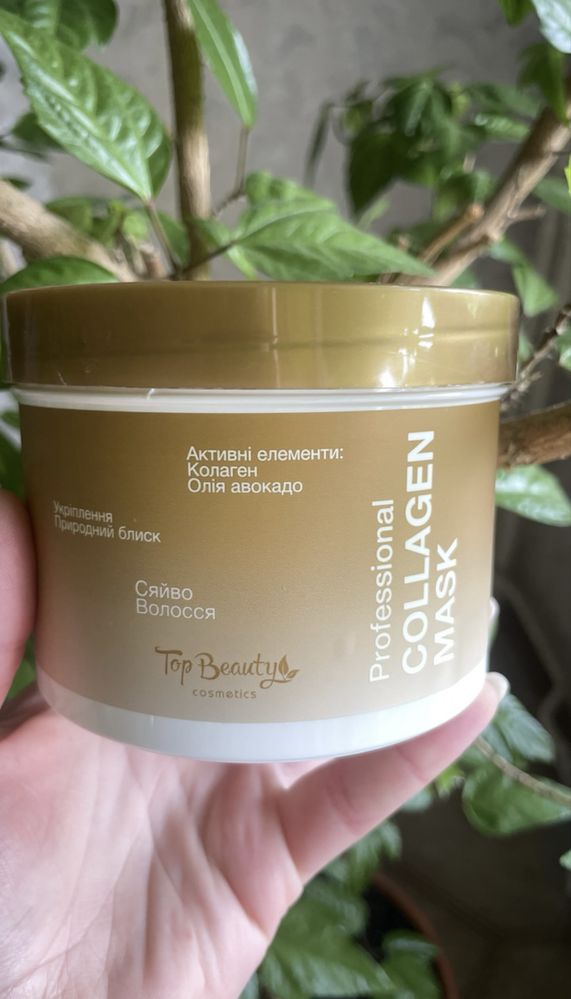 Активні елементи:
Колаген
Олія авокадо
Укріплення
Природний блиск
Сяйво
Волосся
Top Beauty
cosmetics
Professional
COLLAGEN
MASK